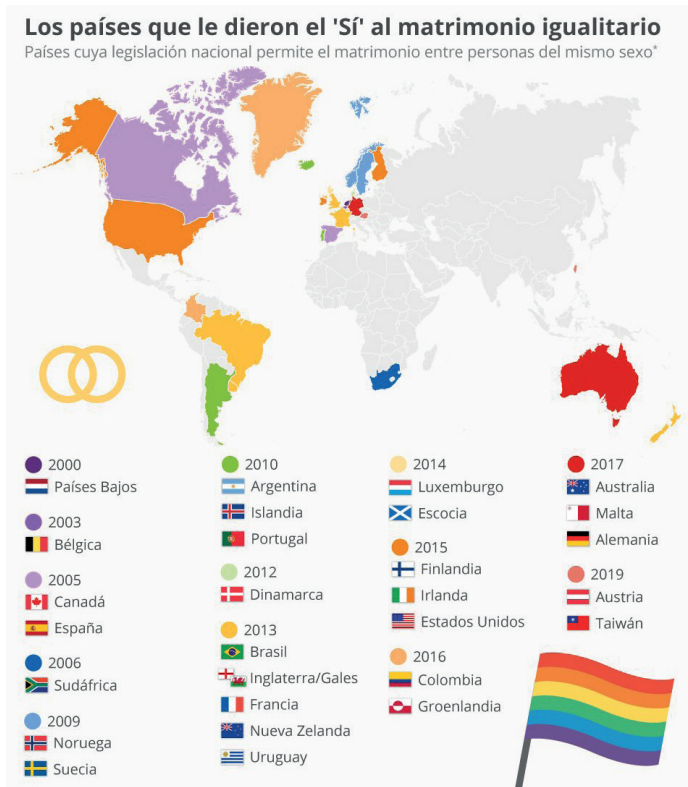 Los países que le dieron el 'Sí' al matrimonio igualitario
Países cuya legislación nacional permite el matrimonio entre personas del mismo sexo*
2000
Países Bajos
2003
Bélgica
2005
Canadá
España
2006
Sudáfrica
2009
Noruega
Suecia
2010
Argentina
Islandia
Portugal
2012
Dinamarca
2013
Brasil
Inglaterra/Gales
Francia
Nueva Zelanda
Uruguay
2014
Luxemburgo
Escocia
2015
Finlandia
Irlanda
Estados Unidos
2016
Colombia
Groenlandia
2017
Australia
Malta
Alemania
2019
Austria
Taiwán